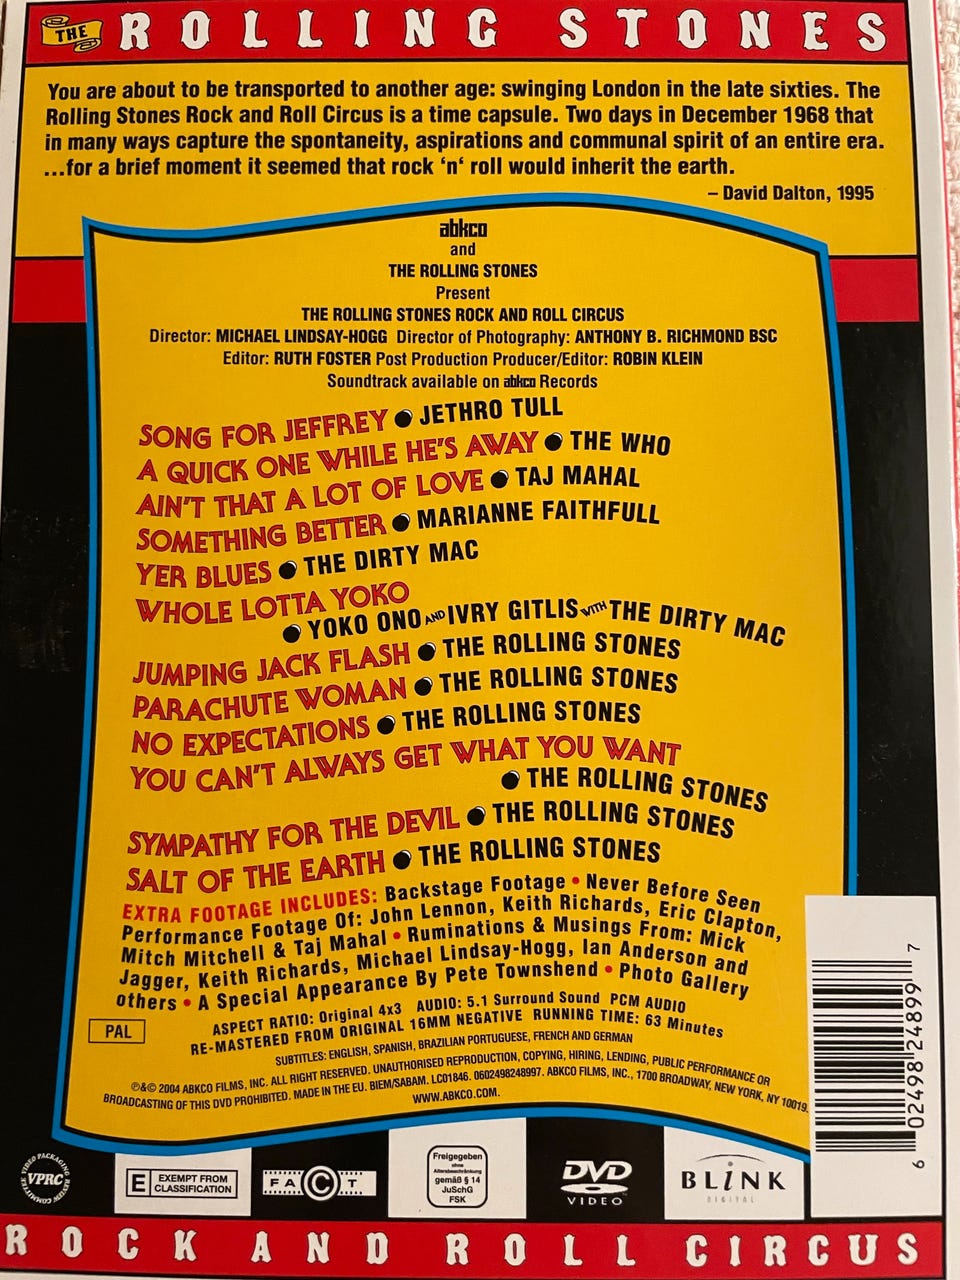 THE ROLLING STONES
You are about to be transported to another age: swinging London in the late sixties. The
Rolling Stones Rock and Roll Circus is a time capsule. Two days in December 1968 that
in many ways capture the spontaneity, aspirations and communal spirit of an entire era.
...for a brief moment it seemed that rock ‘n‘ roll would inherit the earth.
– David Dalton, 1995
abkco
and
THE ROLLING STONES
Present
THE ROLLING STONES ROCK AND ROLL CIRCUS
Director: MICHAEL LINDSAY-HOGG Director of Photography: ANTHONY B. RICHMOND BSC
Editor: RUTH FOSTER Post Production Producer/Editor: ROBIN KLEIN
Soundtrack available on abkco Records
SONG FOR JEFFREY ● JETHRO TULL
A QUICK ONE WHILE HE'S AWAY ● THE WHO
AIN'T THAT A LOT OF LOVE ● TAJ MAHAL
SOMETHING BETTER ● MARIANNE FAITHFULL
YER BLUES ● THE DIRTY MAC
WHOLE LOTTA YOKO
● YOKO ONO AND IVRY GITLIS WITH THE DIRTY MAC
JUMPING JACK FLASH ● THE ROLLING STONES
PARACHUTE WOMAN ● THE ROLLING STONES
NO EXPECTATIONS ● THE ROLLING STONES
YOU CAN'T ALWAYS GET WHAT YOU WANT
● THE ROLLING STONES
SYMPATHY FOR THE DEVIL ● THE ROLLING STONES
SALT OF THE EARTH ● THE ROLLING STONES
EXTRA FOOTAGE INCLUDES: Backstage Footage • Never Before Seen
Performance Footage Of: John Lennon, Keith Richards, Eric Clapton,
Mitch Mitchell & Taj Mahal • Ruminations & Musings From: Mick
Jagger, Keith Richards, Michael Lindsay-Hogg, Ian Anderson and
others • A Special Appearance By Pete Townshend • Photo Gallery
PAL
ASPECT RATIO: Original 4x3 AUDIO: 5.1 Surround Sound PCM AUDIO
RE-MASTERED FROM ORIGINAL 16MM NEGATIVE RUNNING TIME: 63 Minutes
SUBTITLES: ENGLISH, SPANISH, BRAZILIAN PORTUGUESE, FRENCH AND GERMAN
℗&© 2004 ABKCO FILMS, INC. ALL RIGHT RESERVED. UNAUTHORISED REPRODUCTION, COPYING, HIRING, LENDING, PUBLIC PERFORMANCE OR
BROADCASTING OF THIS DVD PROHIBITED. MADE IN THE EU. BIEM/SABAM. LC01846. 0602498248997. ABKCO FILMS, INC., 1700 BROADWAY, NEW YORK, NY 10019.
WWW.ABKCO.COM.
6 02498 24899 7
VIDEO PACKAGING REVIEW COMMITTEE
VPRC
E EXEMPT FROM
CLASSIFICATION
FACT
Freigegeben
ohne
Altersbeschränkung
gemäß § 14
JuSchG
FSK
DVD
VIDEO
BLiNK
DIGITAL
ROCK AND ROLL CIRCUS